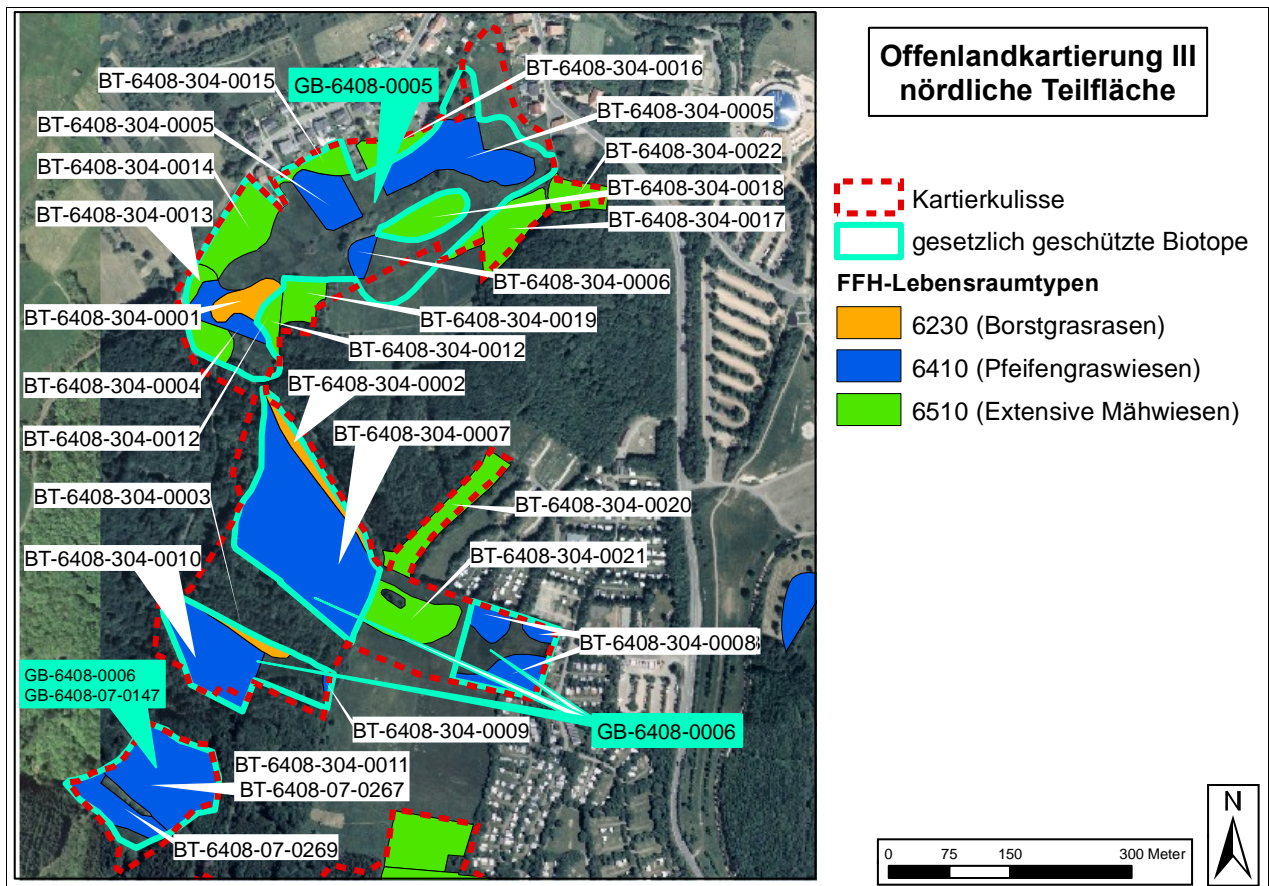 Offenlandkartierung III
nördliche Teilfläche
BT-6408-304-0015
GB-6408-0005
BT-6408-304-0016
BT-6408-304-0005
BT-6408-304-0005
BT-6408-304-0014
BT-6408-304-0022
BT-6408-304-0018
BT-6408-304-0013
BT-6408-304-0017
BT-6408-304-0006
BT-6408-304-0001
BT-6408-304-0019
BT-6408-304-0012
BT-6408-304-0004
BT-6408-304-0002
BT-6408-304-0012
BT-6408-304-0007
BT-6408-304-0003
BT-6408-304-0020
BT-6408-304-0010
BT-6408-304-0021
BT-6408-304-0008
GB-6408-0006
GB-6408-07-0147
BT-6408-304-0009
GB-6408-0006
BT-6408-304-0011
BT-6408-07-0267
BT-6408-07-0269
Kartierkulisse
gesetzlich geschützte Biotope
FFH-Lebensraumtypen
6230 (Borstgrasrasen)
6410 (Pfeifengraswiesen)
6510 (Extensive Mähwiesen)
0 75 150 300 Meter
N